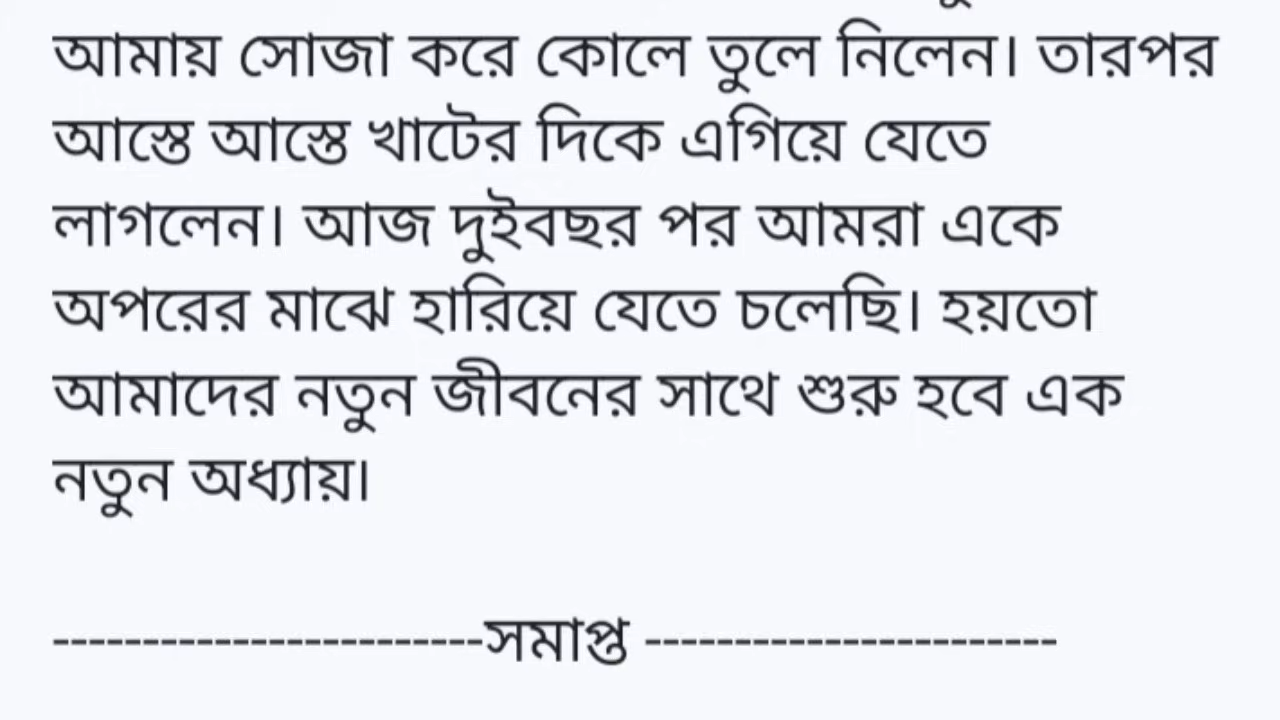 আমায় সোজা করে কোলে তুলে নিলেন। তারপর
আস্তে আস্তে খাটের দিকে এগিয়ে যেতে
লাগলেন। আজ দুইবছর পর আমরা একে
অপরের মাঝে হারিয়ে যেতে চলেছি। হয়তো
আমাদের নতুন জীবনের সাথে শুরু হবে এক
নতুন অধ্যায়।
------------------------সমাপ্ত -----------------------